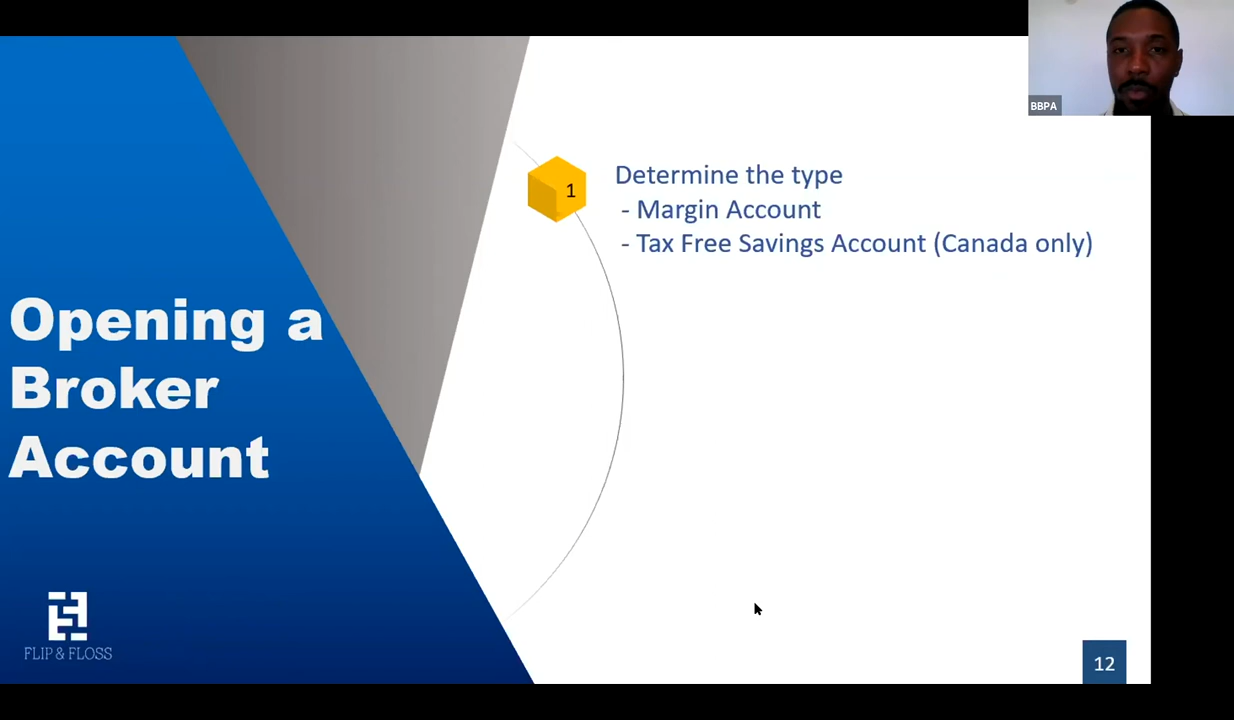 BBPA
1
Determine the type
- Margin Account
- Tax Free Savings Account (Canada only)
Opening a
Broker
Account
FLIP & FLOSS
12